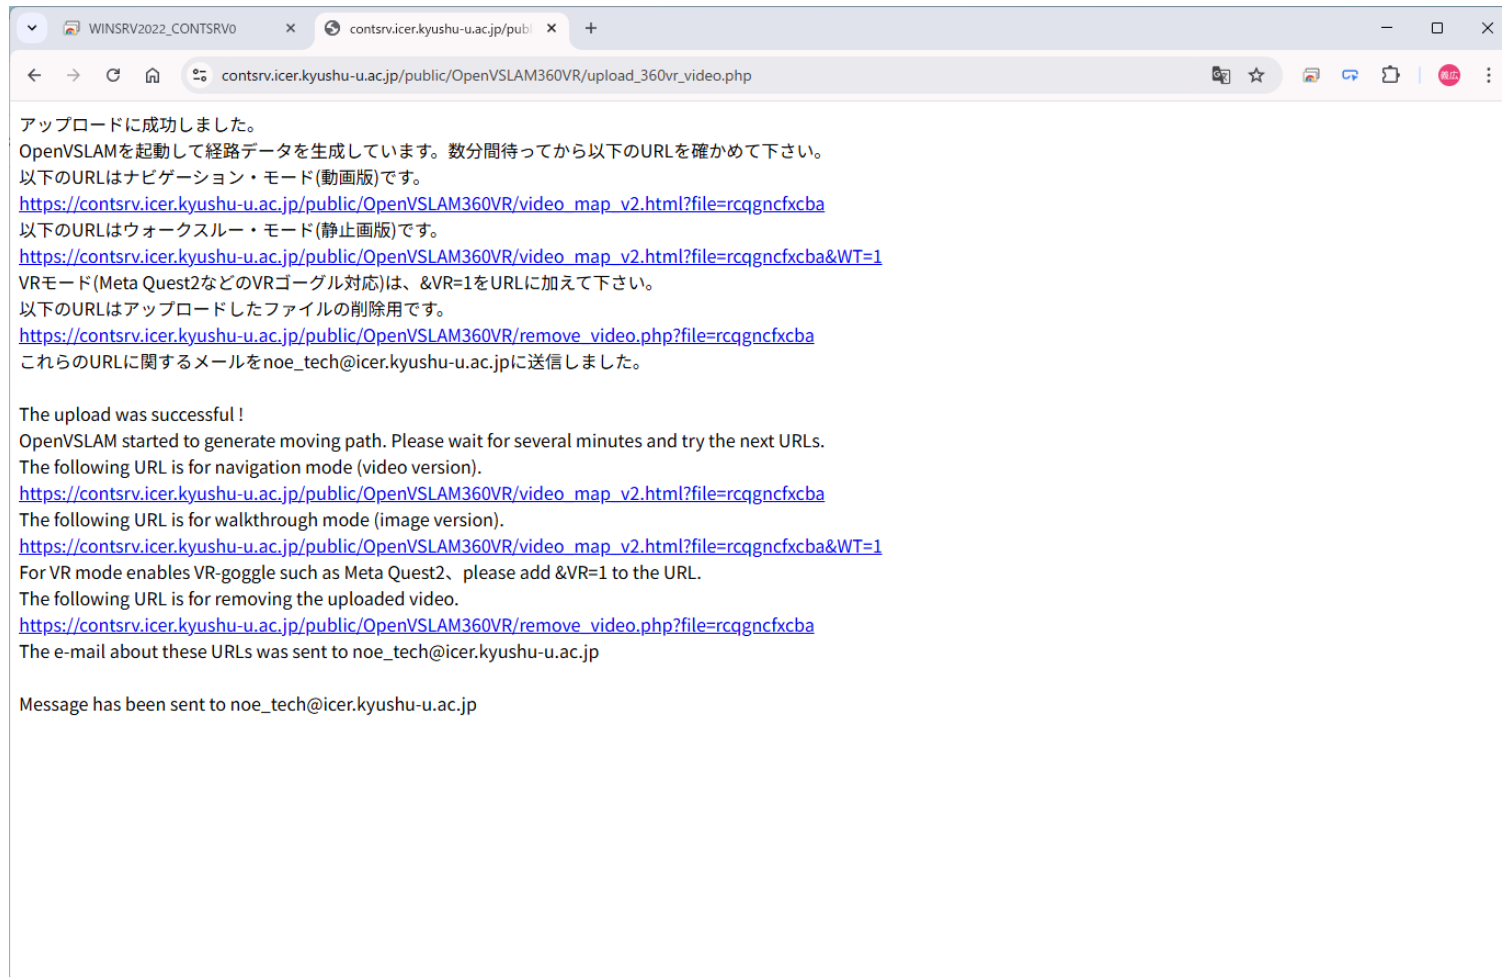 WINSRV2022_CONTSRV0
contsrv.icer.kyushu-u.ac.jp/publ
contsrv.icer.kyushu-u.ac.jp/public/OpenVSLAM360VR/upload_360vr_video.php
義広
アップロードに成功しました。
OpenVSLAMを起動して経路データを生成しています。数分間待ってから以下のURLを確かめて下さい。
以下のURLはナビゲーション・モード(動画版)です。
https://contsrv.icer.kyushu-u.ac.jp/public/OpenVSLAM360VR/video_map_v2.html?file=rcqgncfxcba
以下のURLはウォークスルー・モード(静止画版)です。
https://contsrv.icer.kyushu-u.ac.jp/public/OpenVSLAM360VR/video_map_v2.html?file=rcqgncfxcba&WT=1
VRモード(Meta Quest2などのVRゴーグル対応)は、&VR=1をURLに加えて下さい。
以下のURLはアップロードしたファイルの削除用です。
https://contsrv.icer.kyushu-u.ac.jp/public/OpenVSLAM360VR/remove_video.php?file=rcqgncfxcba
これらのURLに関するメールをnoe_tech@icer.kyushu-u.ac.jpに送信しました。
The upload was successful !
OpenVSLAM started to generate moving path. Please wait for several minutes and try the next URLs.
The following URL is for navigation mode (video version).
https://contsrv.icer.kyushu-u.ac.jp/public/OpenVSLAM360VR/video_map_v2.html?file=rcqgncfxcba
The following URL is for walkthrough mode (image version).
https://contsrv.icer.kyushu-u.ac.jp/public/OpenVSLAM360VR/video_map_v2.html?file=rcqgncfxcba&WT=1
For VR mode enables VR-goggle such as Meta Quest2、please add &VR=1 to the URL.
The following URL is for removing the uploaded video.
https://contsrv.icer.kyushu-u.ac.jp/public/OpenVSLAM360VR/remove_video.php?file=rcqgncfxcba
The e-mail about these URLs was sent to noe_tech@icer.kyushu-u.ac.jp
Message has been sent to noe_tech@icer.kyushu-u.ac.jp